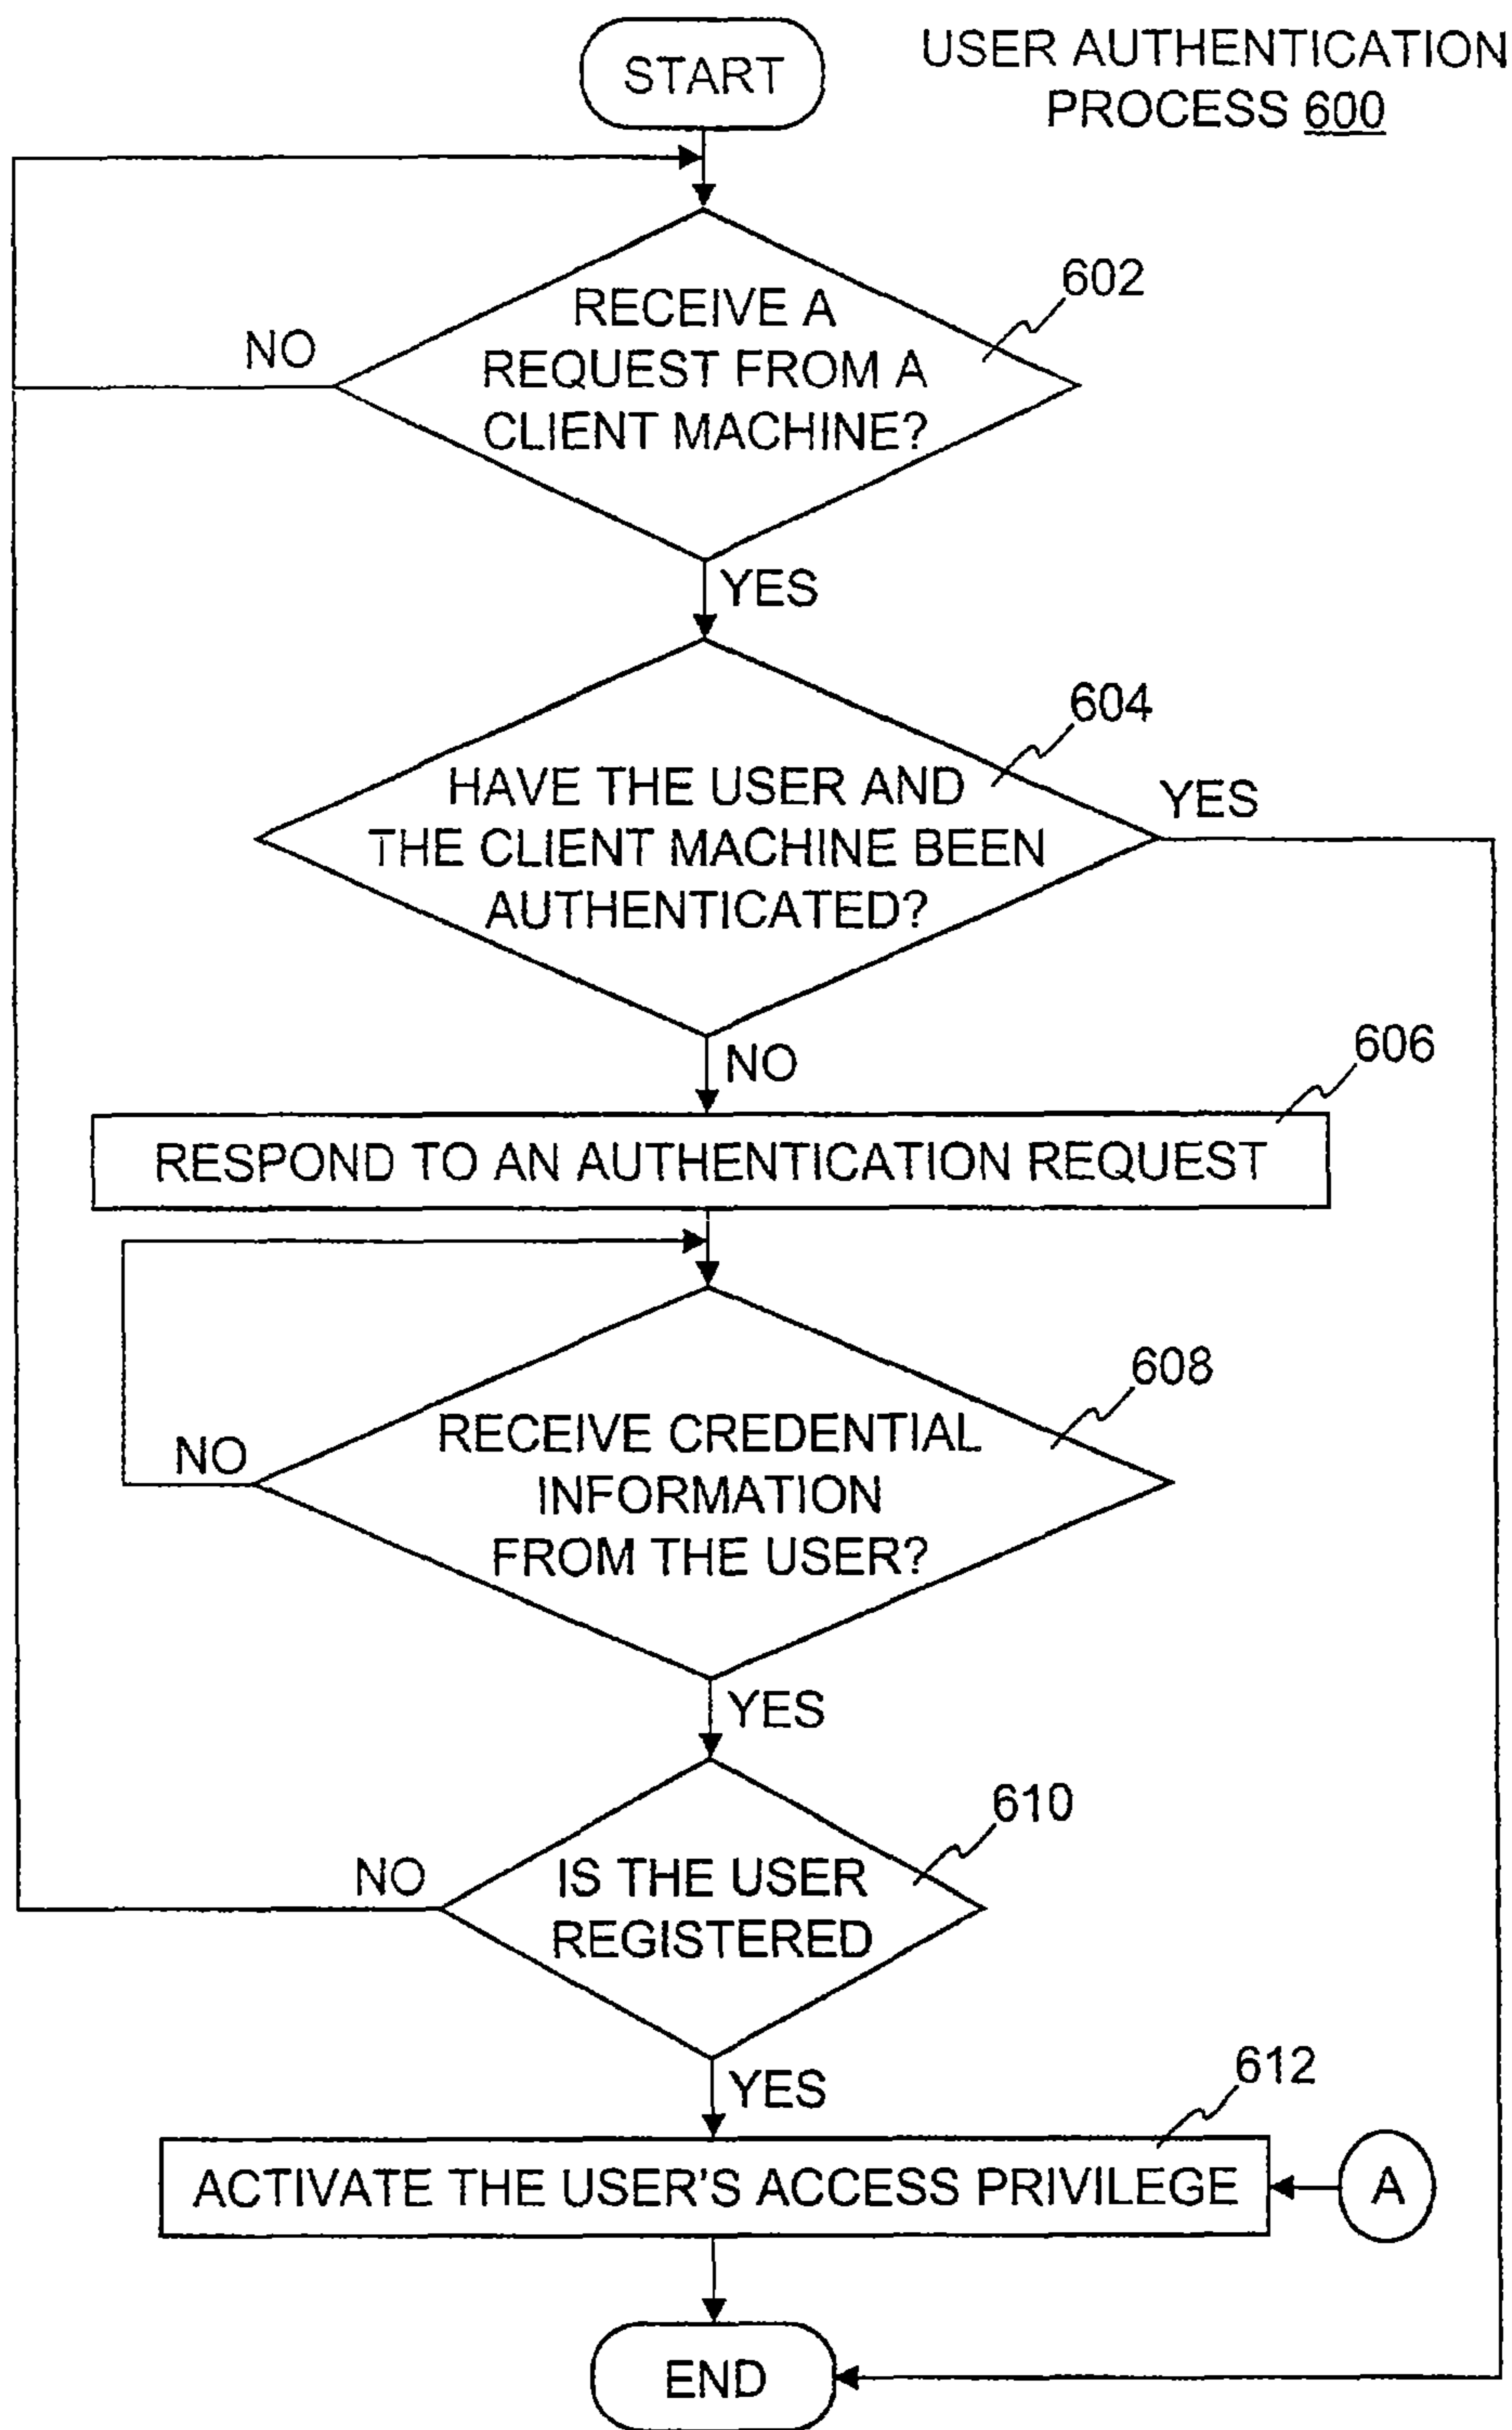 START
USER AUTHENTICATION
PROCESS 600
602
RECEIVE A
REQUEST FROM A
CLIENT MACHINE?
NO
YES
604
HAVE THE USER AND
THE CLIENT MACHINE BEEN
AUTHENTICATED?
YES
NO
606
RESPOND TO AN AUTHENTICATION REQUEST
608
RECEIVE CREDENTIAL
INFORMATION
FROM THE USER?
NO
YES
610
IS THE USER
REGISTERED
NO
YES
612
ACTIVATE THE USER'S ACCESS PRIVILEGE
A
END